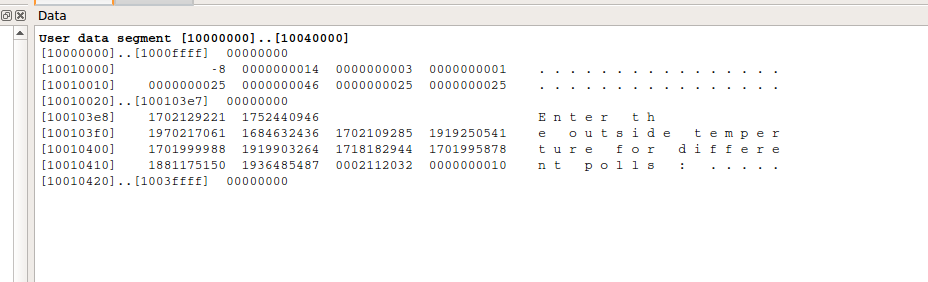 Data
User data segment [10000000]..[10040000]
[10000000]..[1000ffff] 00000000
[10010000] -8 0000000014 0000000003 0000000001 . . . . . . . . . . . . . . . .
[10010010] 0000000025 0000000046 0000000025 0000000025 . . . . . . . . . . . . . . . .
[10010020]..[100103e7] 00000000
[100103e8] 1702129221 1752440946 E n t e r t h
[100103f0] 1970217061 1684632436 1702109285 1919250541 e o u t s i d e t e m p e r
[10010400] 1701999988 1919903264 1718182944 1701995878 t u r e f o r d i f f e r e
[10010410] 1881175150 1936485487 0002112032 0000000010 n t p o l l s : . . . . .
[10010420]..[1003ffff] 00000000